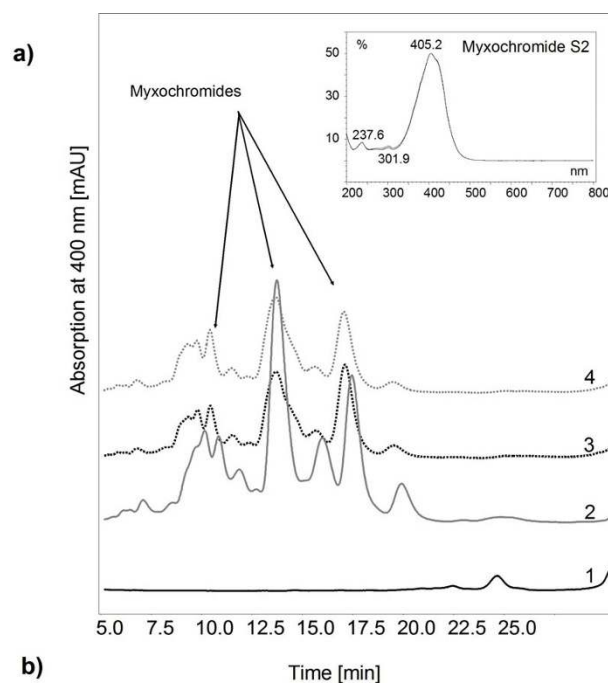 a)
%
405.2
Myxochromide S2
50
30
10
237.6
301.9
nm
200 300 400 500 600 700 800
Myxochromides
Absorption at 400 nm [mAU]
4
3
2
1
5.0 7.5 10.0 12.5 15.0 17.5 20.0 22.5 25.0
b)
Time [min]